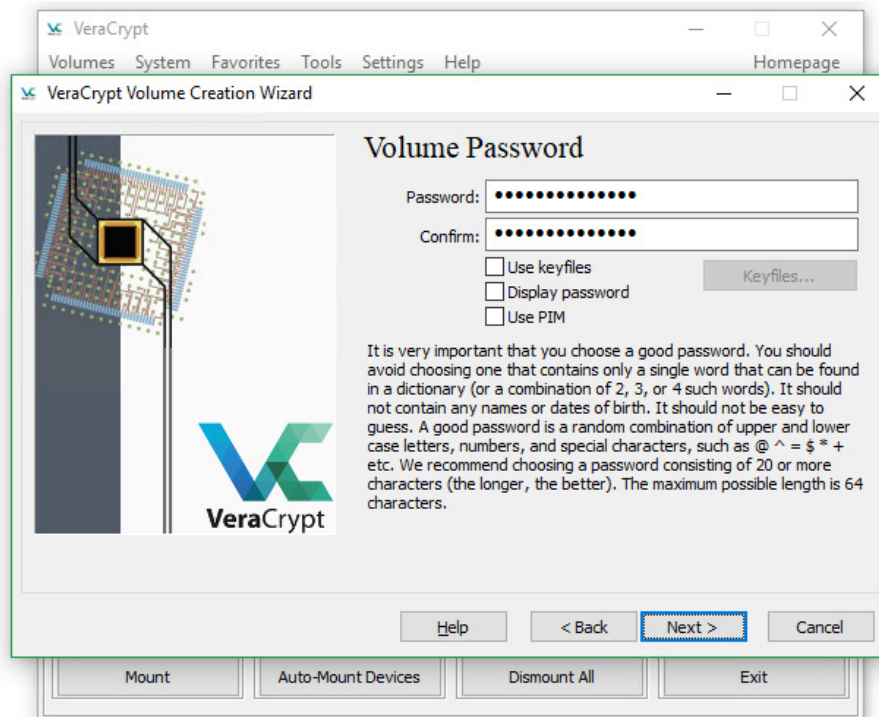 VeraCrypt
Volumes System Favorites Tools Settings Help Homepage
VeraCrypt Volume Creation Wizard
Volume Password
Password: ••••••••••••••
Confirm: ••••••••••••••
Use keyfiles
Keyfiles...
Display password
Use PIM
It is very important that you choose a good password. You should
avoid choosing one that contains only a single word that can be found
in a dictionary (or a combination of 2, 3, or 4 such words). It should
not contain any names or dates of birth. It should not be easy to
guess. A good password is a random combination of upper and lower
case letters, numbers, and special characters, such as @ ^ = $ * +
etc. We recommend choosing a password consisting of 20 or more
characters (the longer, the better). The maximum possible length is 64
characters.
VeraCrypt
Help < Back Next > Cancel
Mount Auto-Mount Devices Dismount All Exit